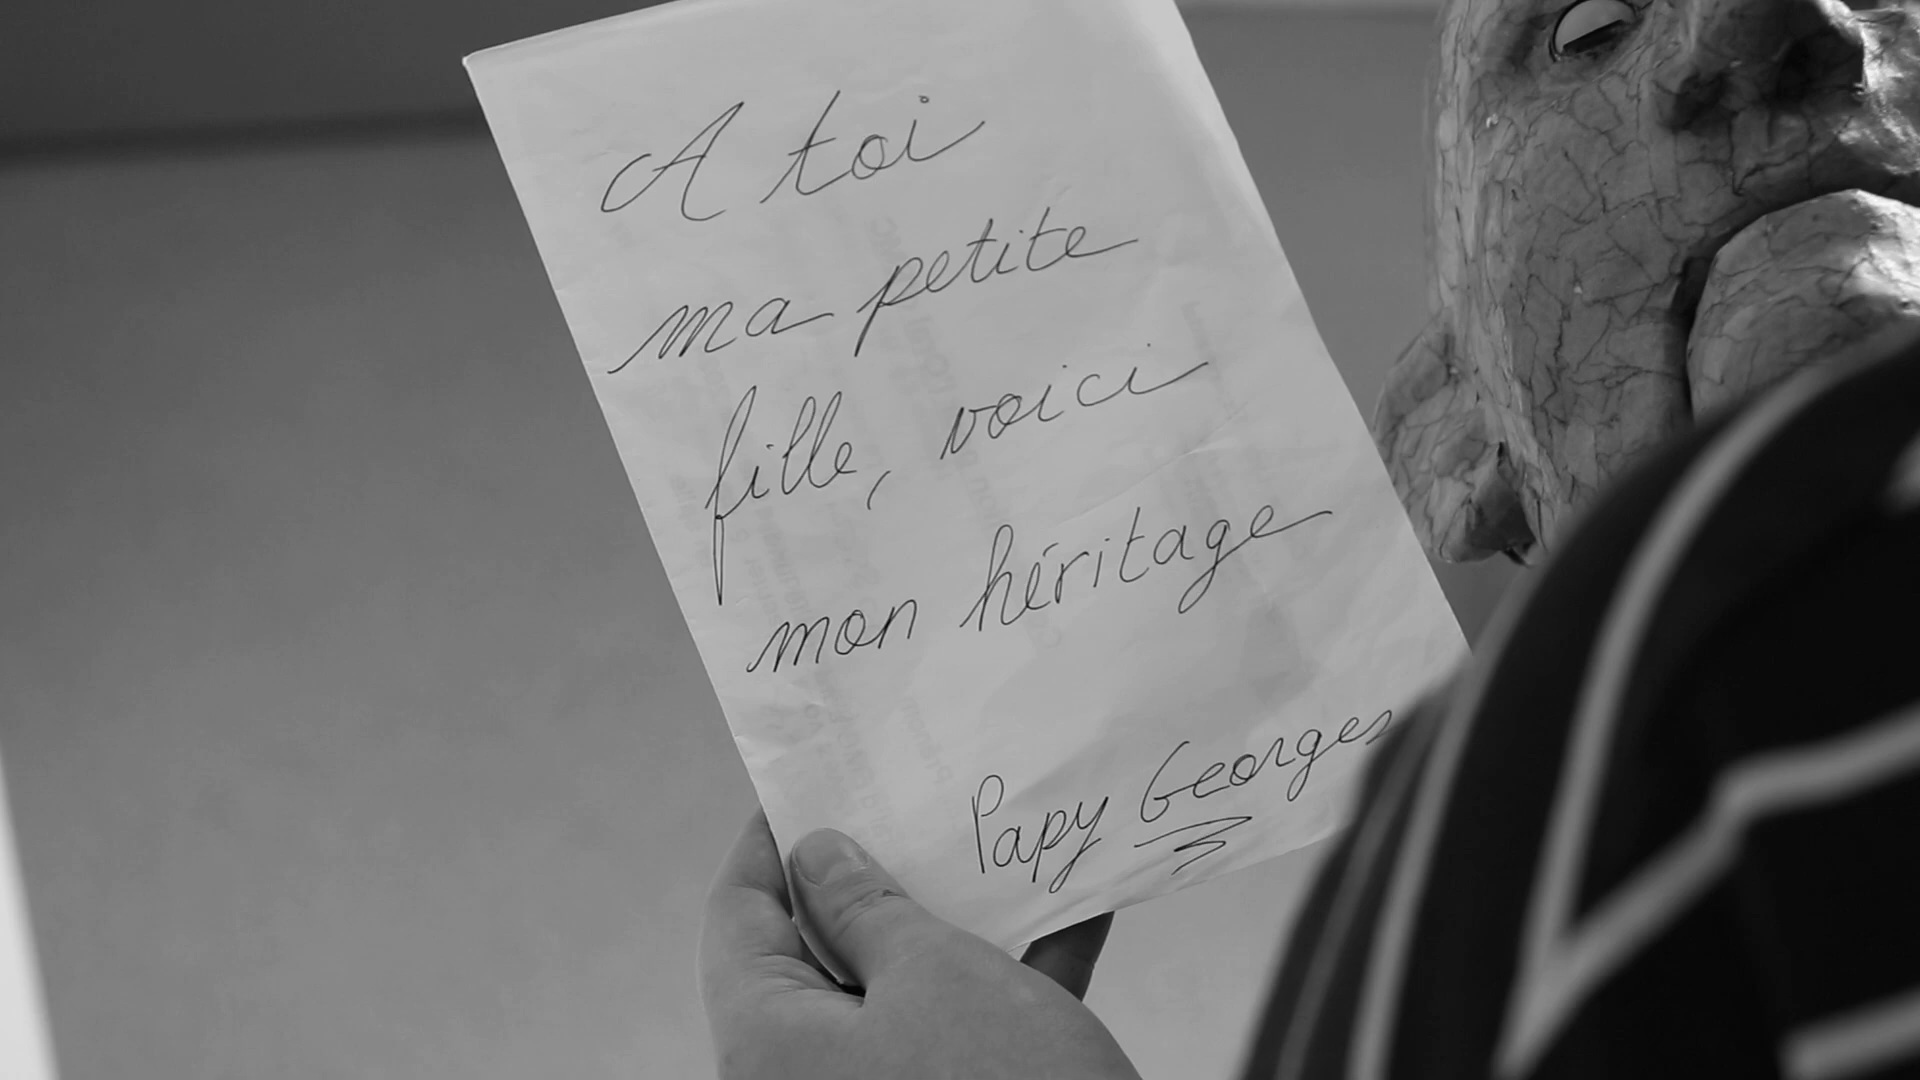 A toi
ma petite
fille, voici
mon héritage
Papy Georges